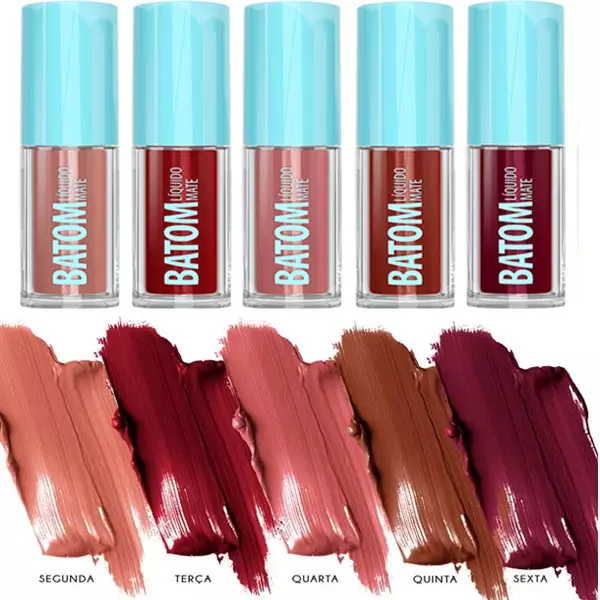 BATOM LÍQUIDO MATE
BATOM LÍQUIDO MATE
BATOM LÍQUIDO MATE
BATOM LÍQUIDO MATE
BATOM LÍQUIDO MATE
SEGUNDA
TERÇA
QUARTA
QUINTA
SEXTA